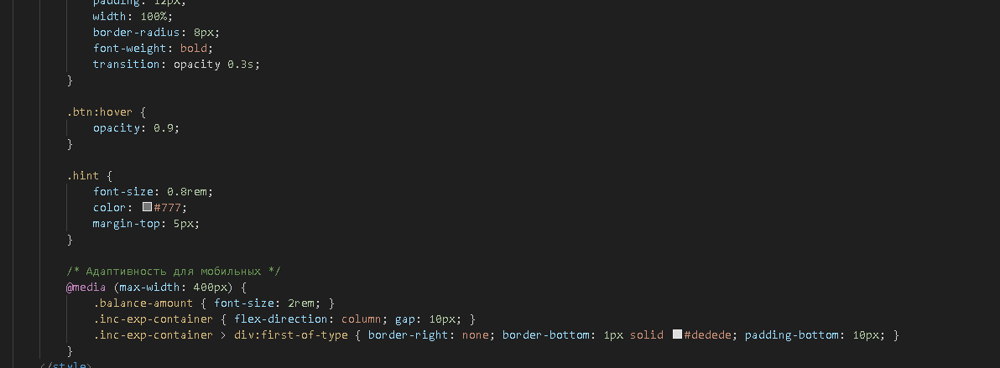 padding: 12px;
width: 100%;
border-radius: 8px;
font-weight: bold;
transition: opacity 0.3s;
}
.btn:hover {
opacity: 0.9;
}
.hint {
font-size: 0.8rem;
color: #777;
margin-top: 5px;
}
/* Адаптивность для мобильных */
@media (max-width: 400px) {
.balance-amount { font-size: 2rem; }
.inc-exp-container { flex-direction: column; gap: 10px; }
.inc-exp-container > div:first-of-type { border-right: none; border-bottom: 1px solid #dedede; padding-bottom: 10px; }
}
</style>